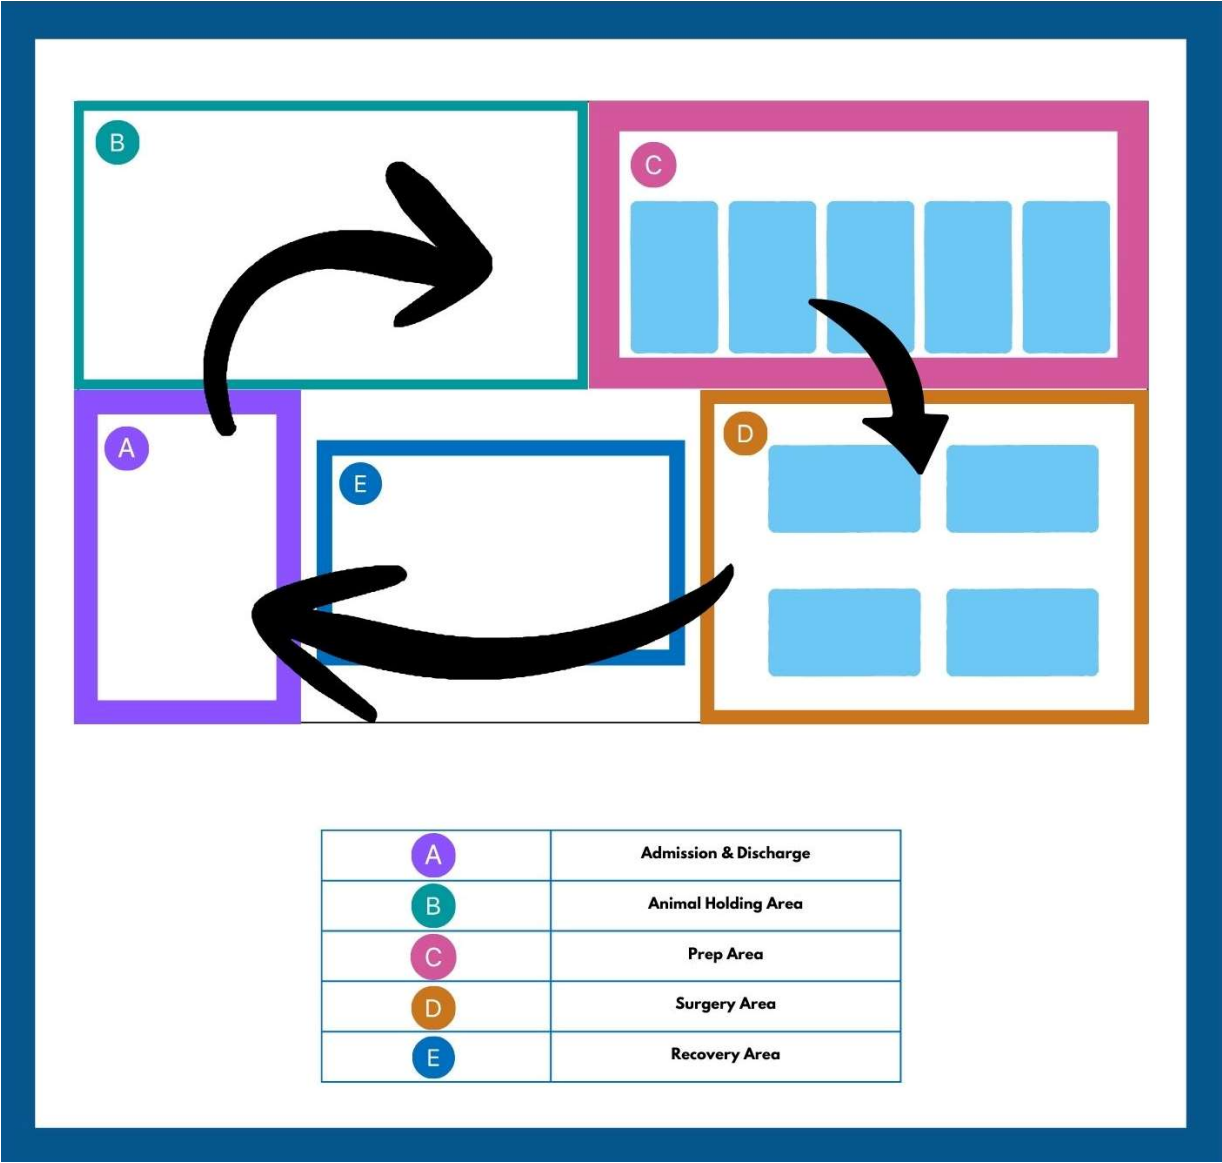 B
C
A
E
D
A Admission & Discharge
B Animal Holding Area
C Prep Area
D Surgery Area
E Recovery Area